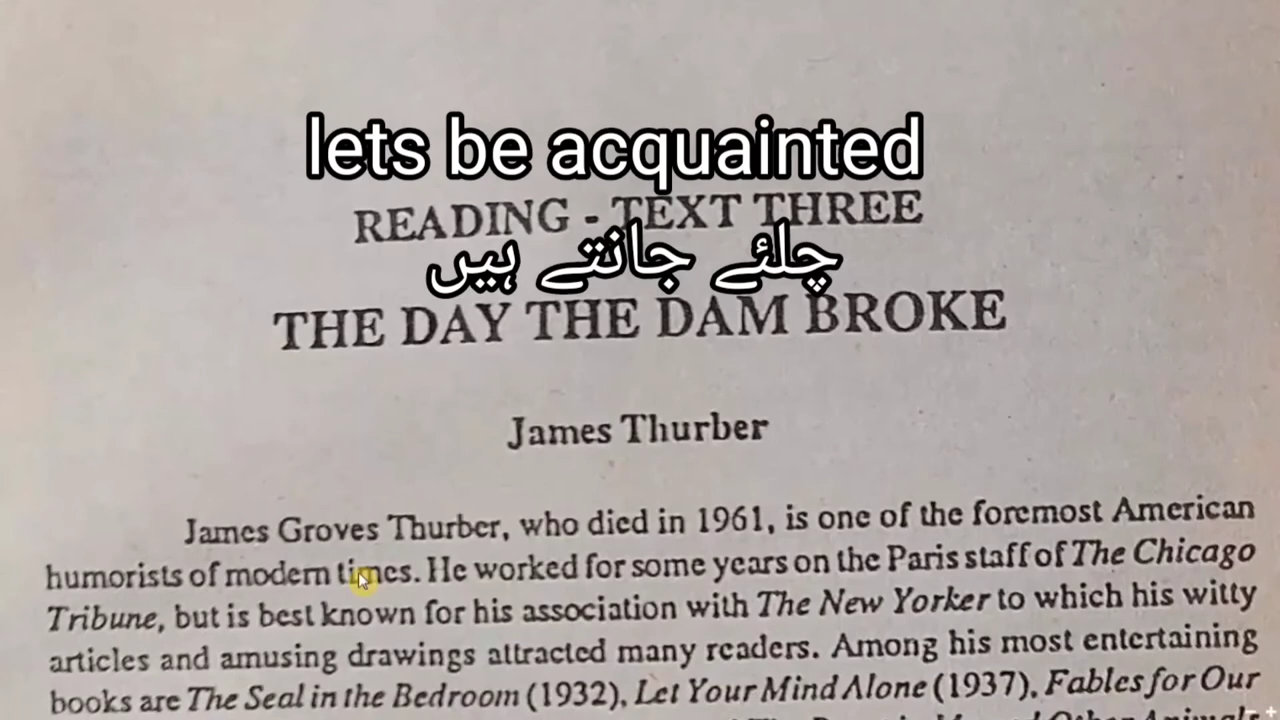 lets be acquainted
READING - TEXT THREE
چلئے جانتے ہیں
THE DAY THE DAM BROKE
James Thurber
James Groves Thurber, who died in 1961, is one of the foremost American
humorists of modern times. He worked for some years on the Paris staff of The Chicago
Tribune, but is best known for his association with The New Yorker to which his witty
articles and amusing drawings attracted many readers. Among his most entertaining
books are The Seal in the Bedroom (1932), Let Your Mind Alone (1937), Fables for Our
Other Animals